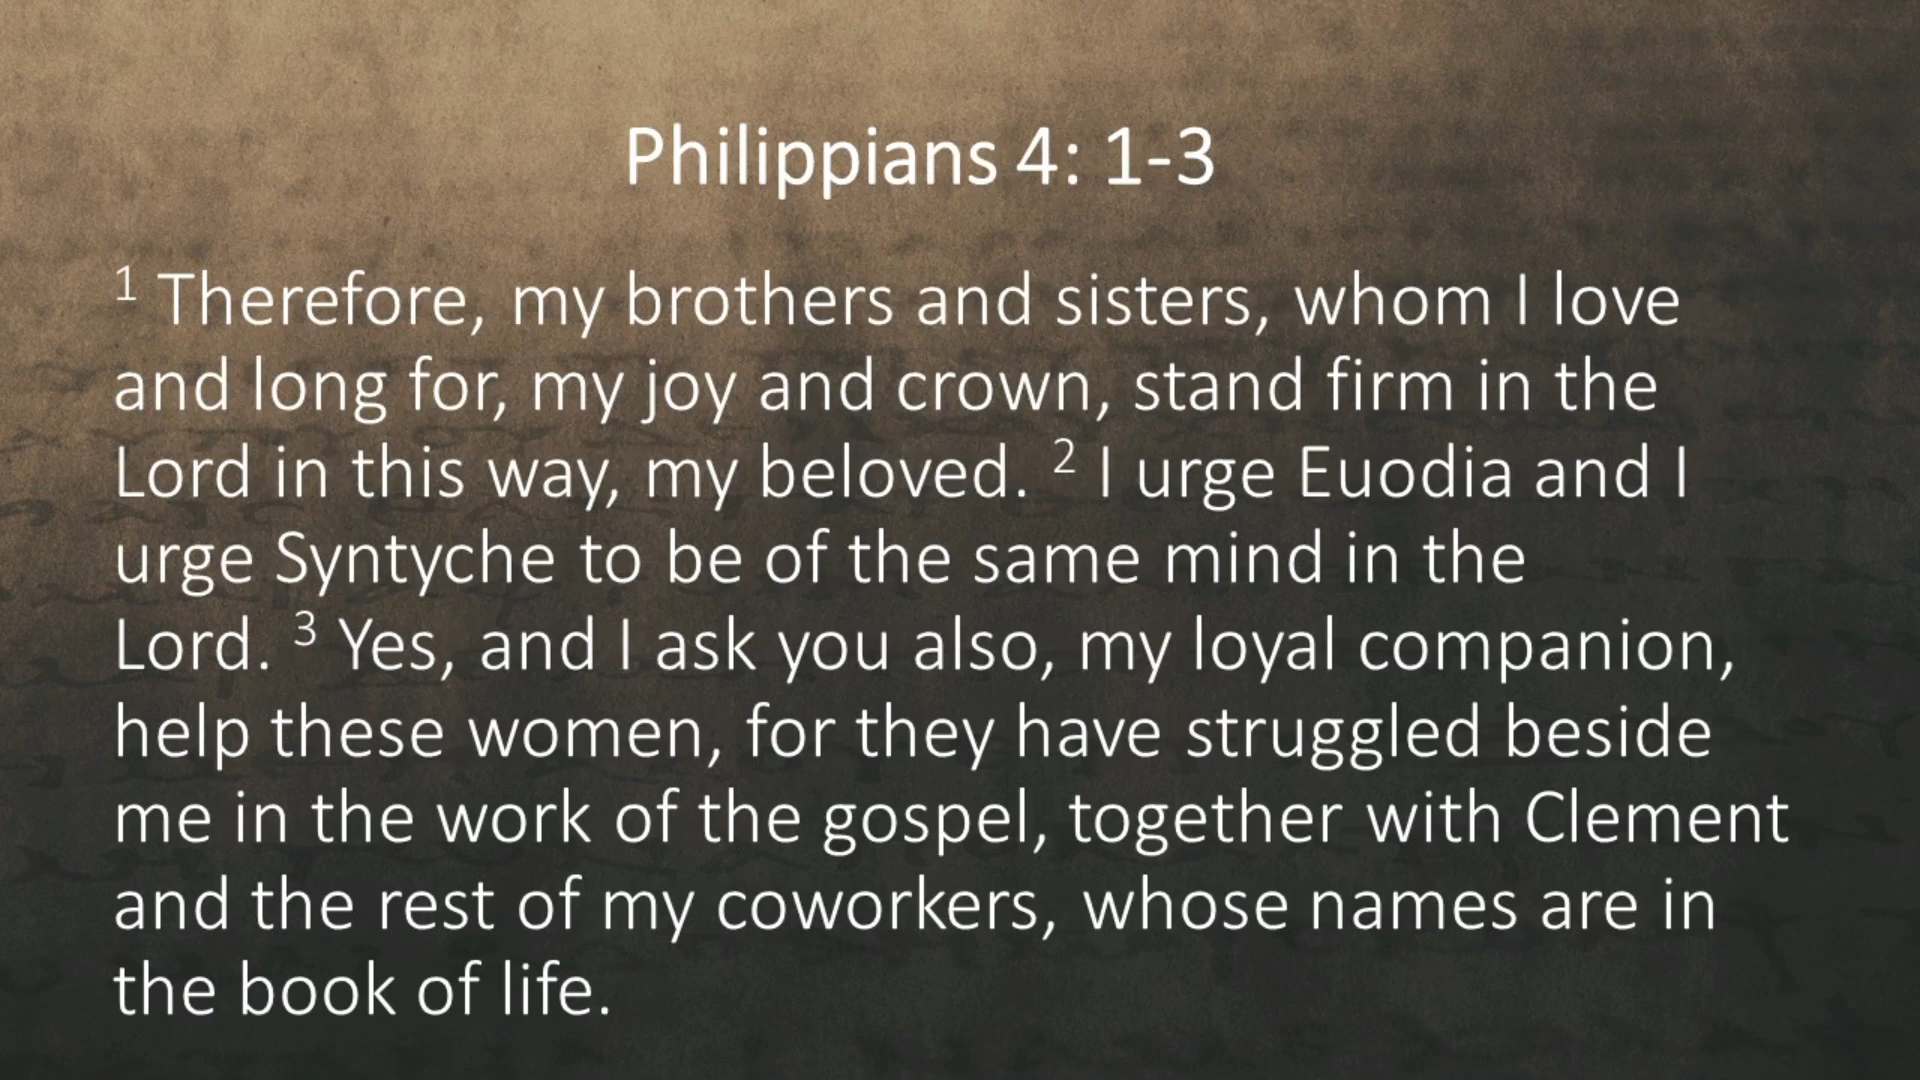 Philippians 4: 1-3
1 Therefore, my brothers and sisters, whom I love
and long for, my joy and crown, stand firm in the
Lord in this way, my beloved. 2 I urge Euodia and I
urge Syntyche to be of the same mind in the
Lord. 3 Yes, and I ask you also, my loyal companion,
help these women, for they have struggled beside
me in the work of the gospel, together with Clement
and the rest of my coworkers, whose names are in
the book of life.